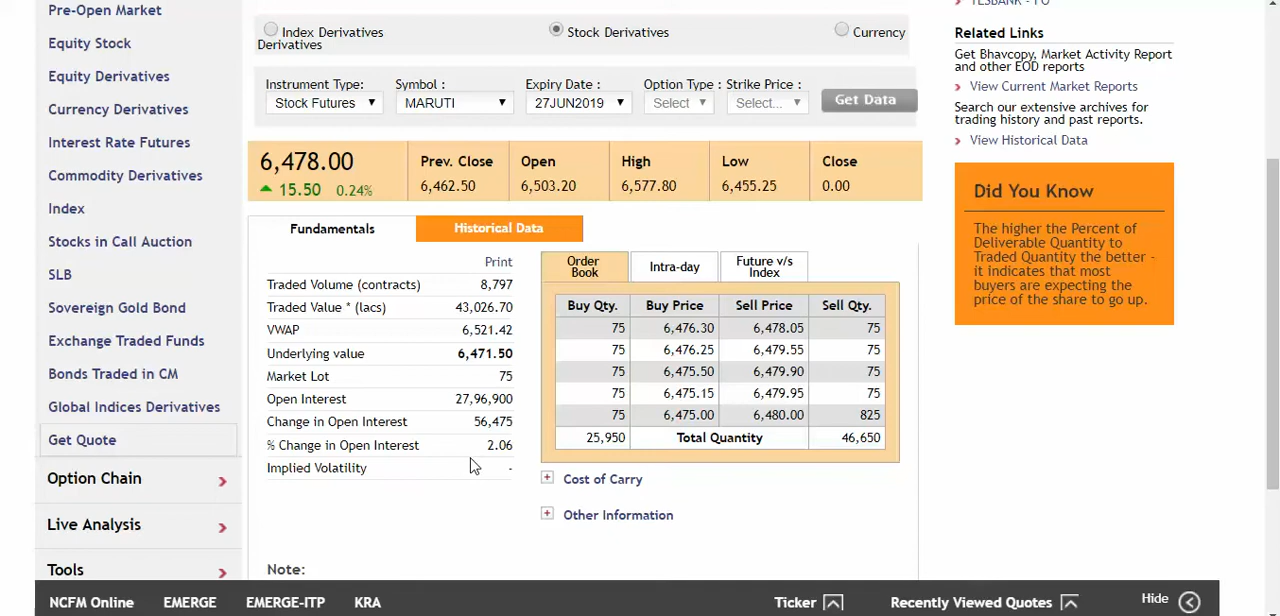 Pre-Open Market
Equity Stock
Equity Derivatives
Currency Derivatives
Interest Rate Futures
Commodity Derivatives
Index
Stocks in Call Auction
SLB
Sovereign Gold Bond
Exchange Traded Funds
Bonds Traded in CM
Global Indices Derivatives
Get Quote
Option Chain
Live Analysis
Tools
Index Derivatives Stock Derivatives Currency
Derivatives
Instrument Type: Symbol : Expiry Date : Option Type : Strike Price :
Stock Futures MARUTI 27JUN2019 Select Select... Get Data
6,478.00 Prev. Close Open High Low Close
15.50 0.24% 6,462.50 6,503.20 6,577.80 6,455.25 0.00
Fundamentals Historical Data
Print
Traded Volume (contracts) 8,797
Traded Value * (lacs) 43,026.70
VWAP 6,521.42
Underlying value 6,471.50
Market Lot 75
Open Interest 27,96,900
Change in Open Interest 56,475
% Change in Open Interest 2.06
Implied Volatility -
Order Book Intra-day Future v/s Index
Buy Qty. Buy Price Sell Price Sell Qty.
75 6,476.30 6,478.05 75
75 6,476.25 6,479.55 75
75 6,475.50 6,479.90 75
75 6,475.15 6,479.95 75
75 6,475.00 6,480.00 825
25,950 Total Quantity 46,650
+ Cost of Carry
+ Other Information
Note:
YESBANK - FO
Related Links
Get Bhavcopy, Market Activity Report
and other EOD reports
View Current Market Reports
Search our extensive archives for
trading history and past reports.
View Historical Data
Did You Know
The higher the Percent of
Deliverable Quantity to
Traded Quantity the better -
it indicates that most
buyers are expecting the
price of the share to go up.
NCFM Online EMERGE EMERGE-ITP KRA Ticker Recently Viewed Quotes Hide